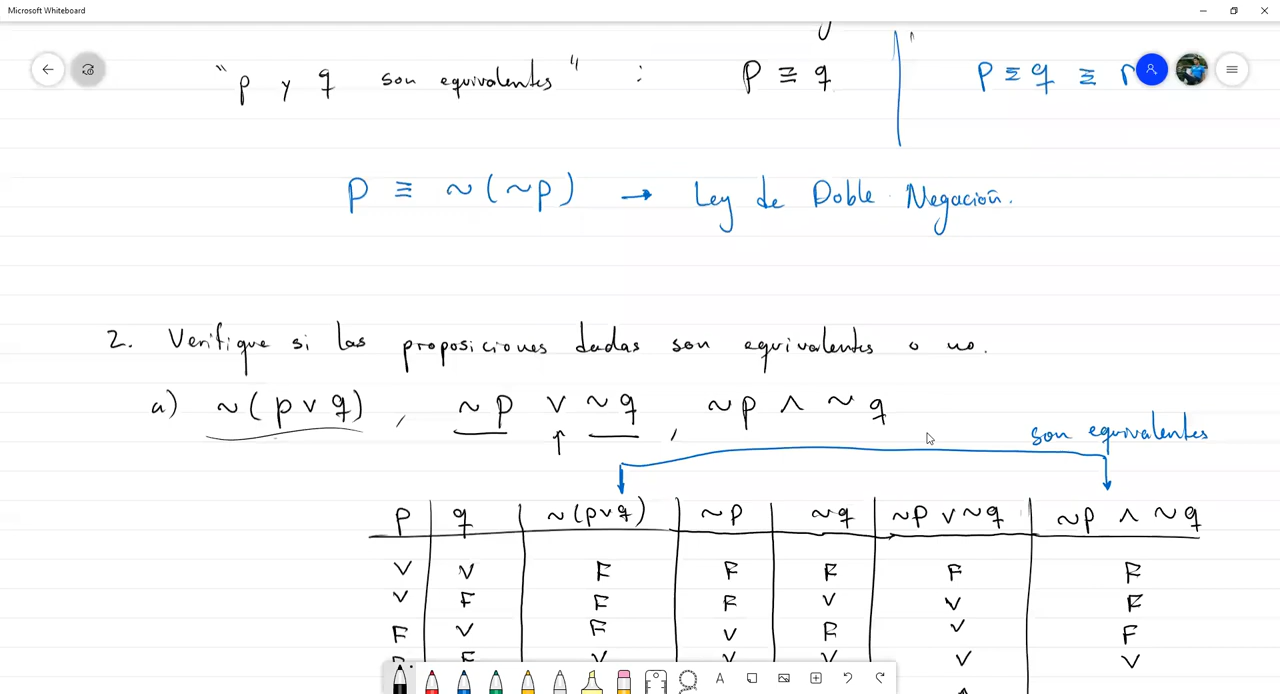 Microsoft Whiteboard
“ p y q son equivalentes ” : p ≡ q
p ≡ q ≡ r
p ≡ ~(~p) → Ley de Doble Negación.
2. Verifique si las proposiciones dadas son equivalentes o no.
a) ~(p ∨ q) , ~p ∨ ~q , ~p ∧ ~q
son equivalentes
p q ~(p∨q) ~p ~q ~p ∨ ~q ~p ∧ ~q
V V F F F F F
V F F F V V F
F V F V F V F
F F V V V V V